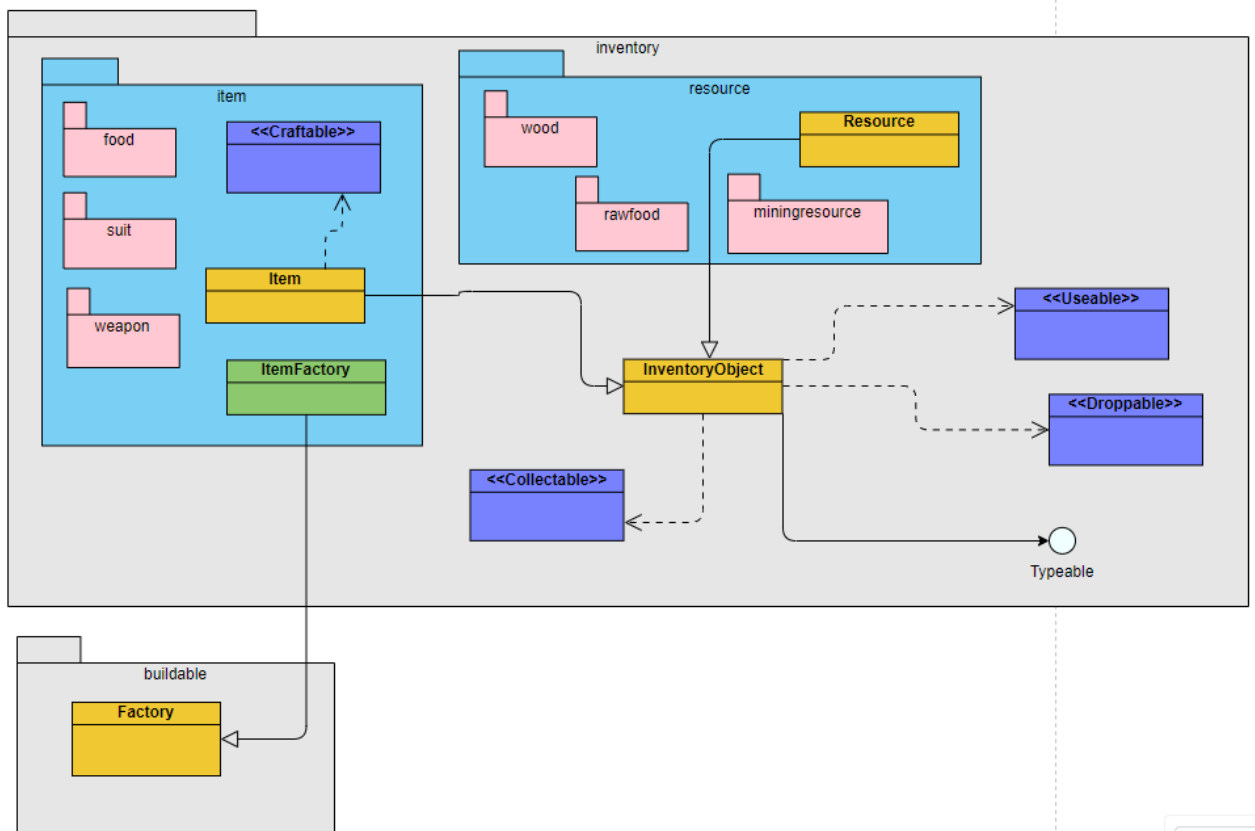 inventory
item
food
<<Craftable>>
suit
Item
weapon
ItemFactory
resource
wood
Resource
rawfood
miningresource
<<Useable>>
InventoryObject
<<Droppable>>
<<Collectable>>
Typeable
buildable
Factory